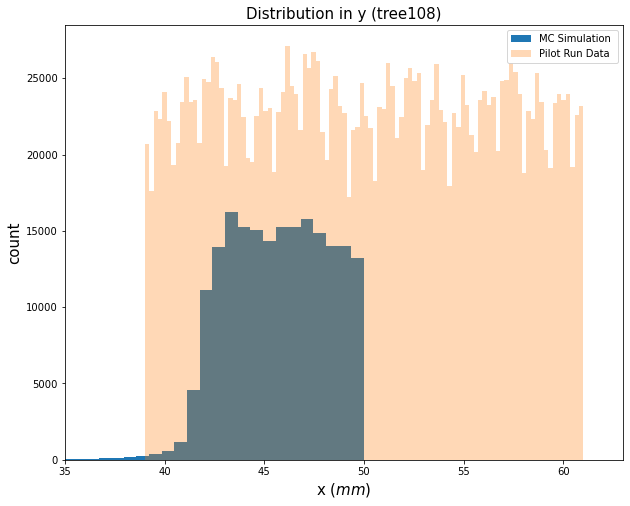 Distribution in y (tree108)
MC Simulation
Pilot Run Data
count
25000
20000
15000
10000
5000
0
35 40 45 50 55 60
x (mm)